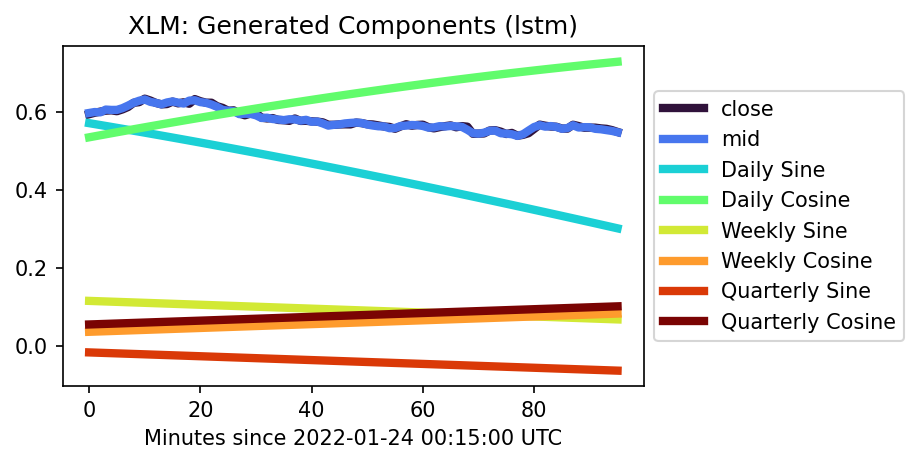 XLM: Generated Components (lstm)
0.6
0.4
0.2
0.0
0 20 40 60 80
Minutes since 2022-01-24 00:15:00 UTC
close
mid
Daily Sine
Daily Cosine
Weekly Sine
Weekly Cosine
Quarterly Sine
Quarterly Cosine